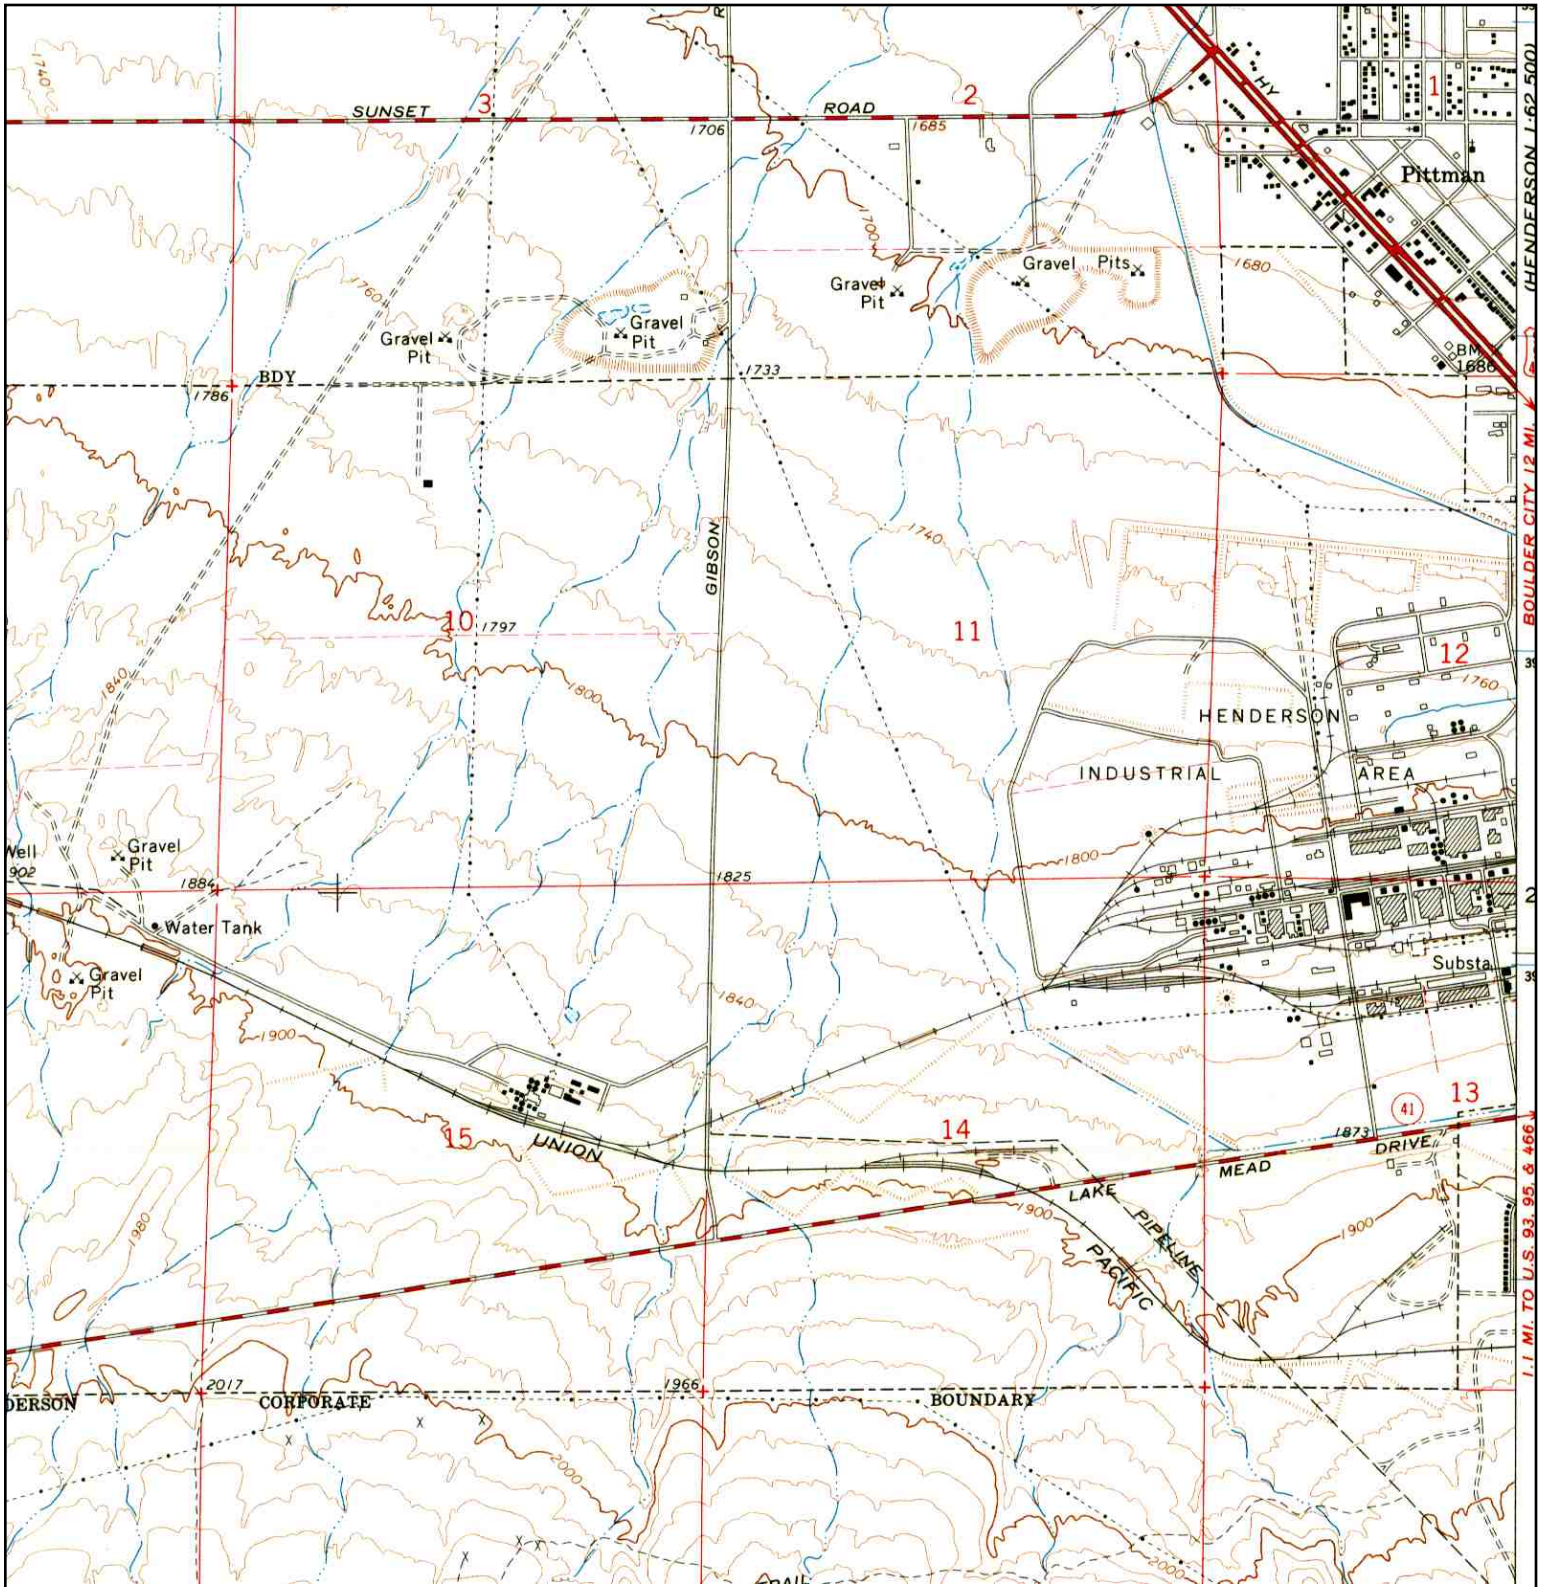 R
1740
SUNSET
3
ROAD
2
HY
1
1706
1685
Pittman
1700
1760
Gravel Pits
1680
Gravel
Pit
Gravel
Pit
Gravel
Pit
BM
1686
1786
BDY
1733
(HENDERSON 1:62 500)
BOULDER CITY 12 MI.
1740
GIBSON
10
1797
11
12
1840
1800
1760
HENDERSON
INDUSTRIAL
AREA
Well
902
Gravel
Pit
1884
1825
1800
Water Tank
Gravel
Pit
1840
Substa
1900
15
UNION
14
13
41
1873
DRIVE
MEAD
LAKE
1900
1900
PIPELINE
PACIFIC
1980
1.1 MI. TO U.S. 93, 95, & 466
2017
1966
DERSON
CORPORATE
BOUNDARY
2000
2000